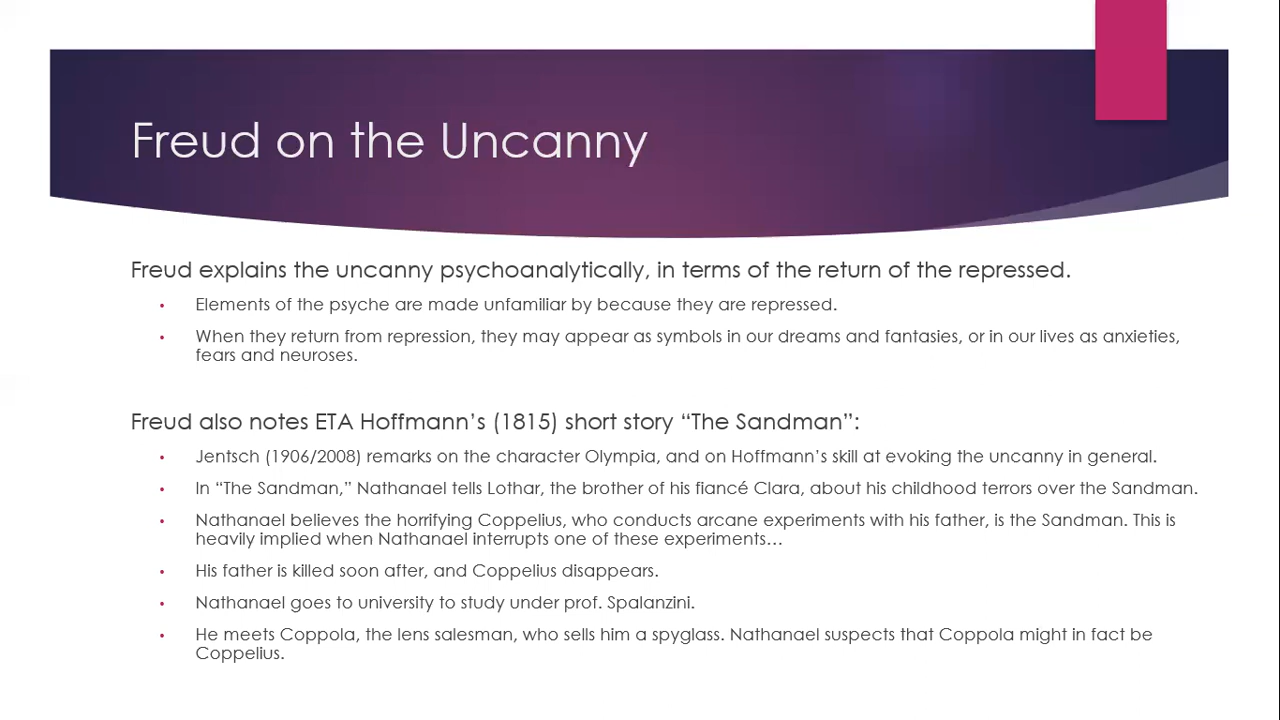 Freud on the Uncanny
Freud explains the uncanny psychoanalytically, in terms of the return of the repressed.
• Elements of the psyche are made unfamiliar by because they are repressed.
• When they return from repression, they may appear as symbols in our dreams and fantasies, or in our lives as anxieties,
fears and neuroses.
Freud also notes ETA Hoffmann’s (1815) short story “The Sandman”:
• Jentsch (1906/2008) remarks on the character Olympia, and on Hoffmann’s skill at evoking the uncanny in general.
• In “The Sandman,” Nathanael tells Lothar, the brother of his fiancé Clara, about his childhood terrors over the Sandman.
• Nathanael believes the horrifying Coppelius, who conducts arcane experiments with his father, is the Sandman. This is
heavily implied when Nathanael interrupts one of these experiments…
• His father is killed soon after, and Coppelius disappears.
• Nathanael goes to university to study under prof. Spalanzini.
• He meets Coppola, the lens salesman, who sells him a spyglass. Nathanael suspects that Coppola might in fact be
Coppelius.